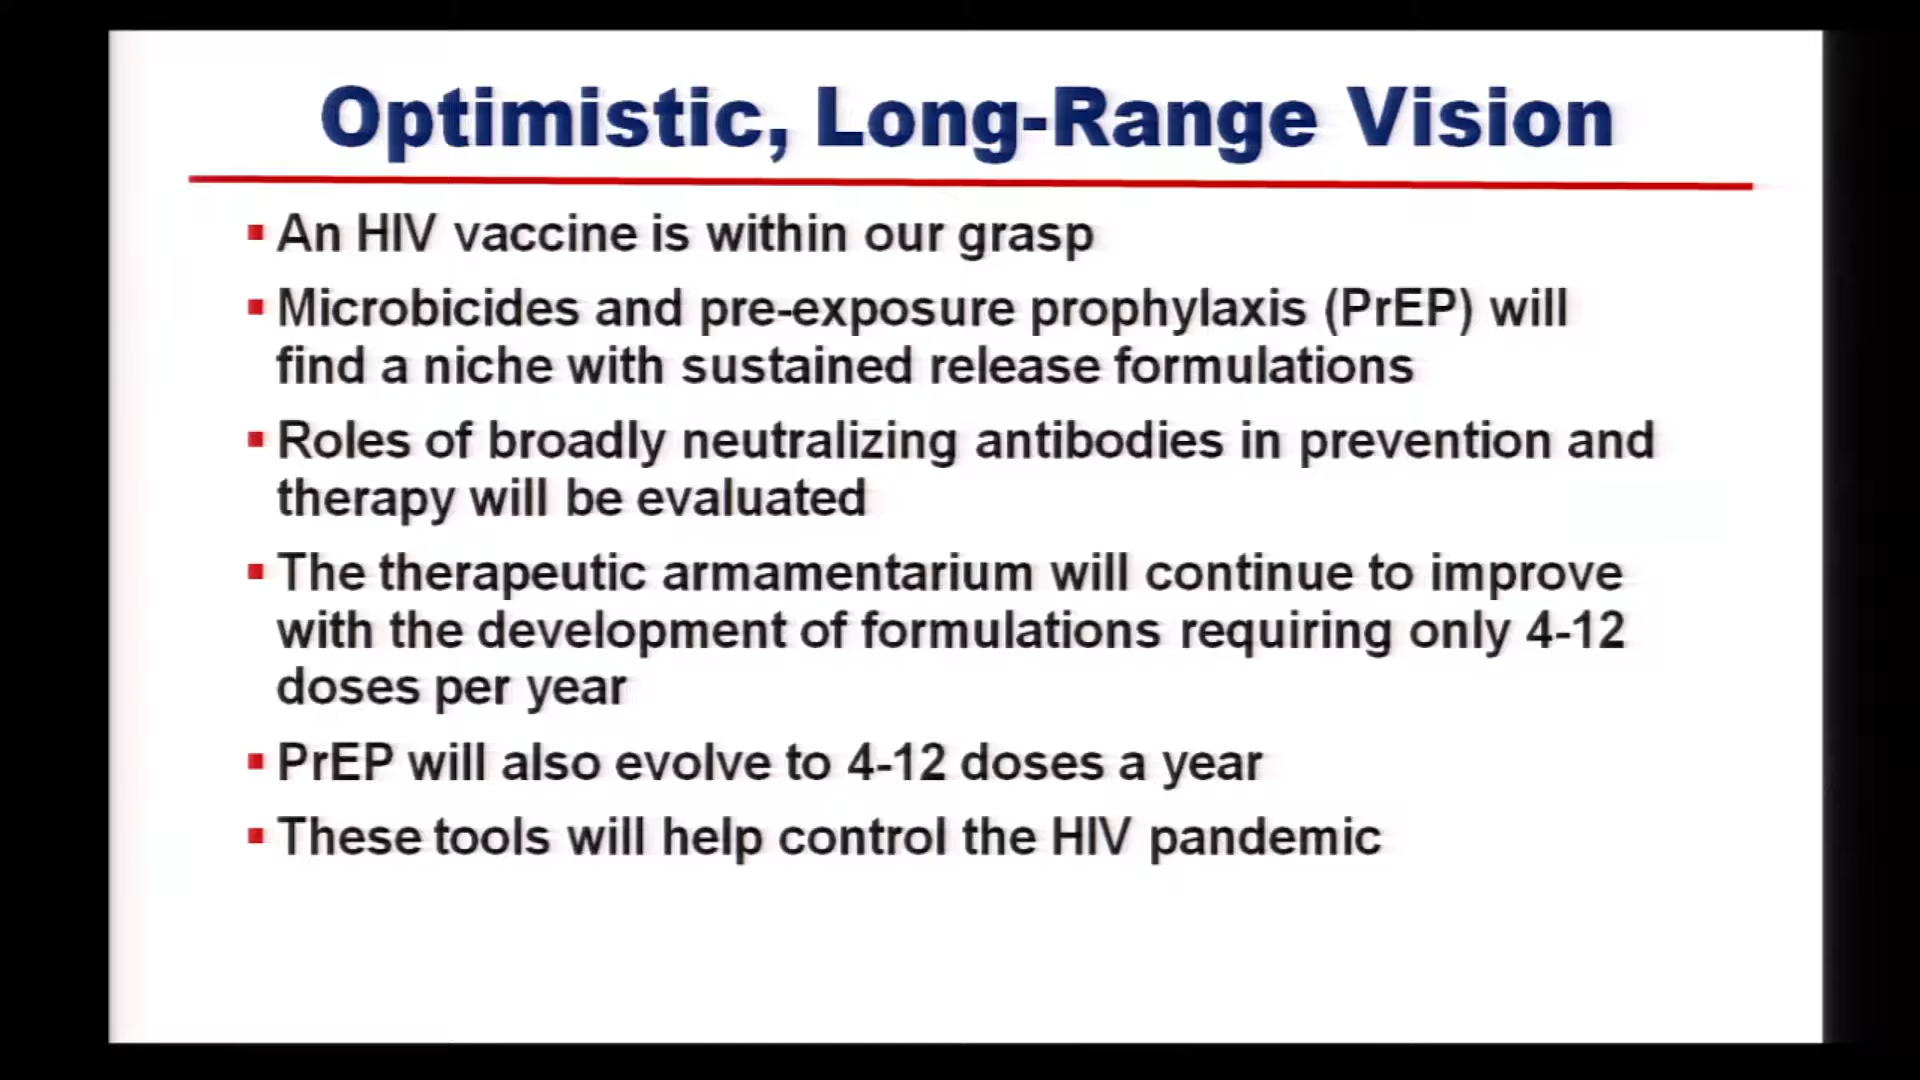 Optimistic, Long-Range Vision
▪ An HIV vaccine is within our grasp
▪ Microbicides and pre-exposure prophylaxis (PrEP) will
find a niche with sustained release formulations
▪ Roles of broadly neutralizing antibodies in prevention and
therapy will be evaluated
▪ The therapeutic armamentarium will continue to improve
with the development of formulations requiring only 4-12
doses per year
▪ PrEP will also evolve to 4-12 doses a year
▪ These tools will help control the HIV pandemic